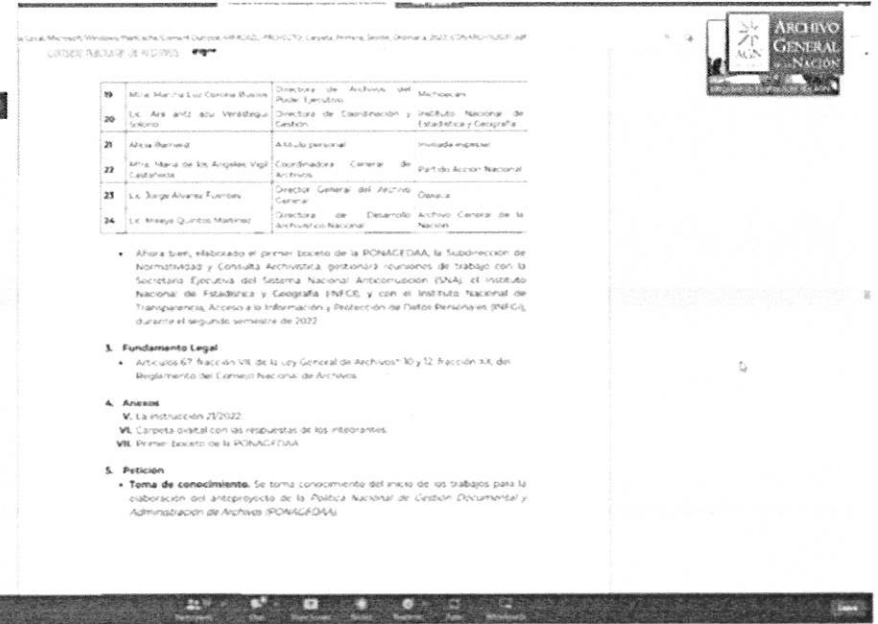 ARCHIVO
GENERAL
DE LA NACIÓN
AGN
19 Mtra. Martha Luz Corona Bustos Directora de Archivos del Poder Ejecutivo Michoacán
20 Lic. Verástegui Directora de Coordinación y Gestión Instituto Nacional de Estadística y Geografía
21 Alicia Barnard A título personal Invitada especial
22 Mtra. María de los Ángeles Vigil Castañeda Coordinadora General de Archivos Partido Acción Nacional
23 Lic. Jorge Álvarez Fuentes Director General del Archivo General Oaxaca
24 Lic. Mireya Quintos Martínez Directora de Desarrollo Archivístico Nacional Archivo General de la Nación
• Ahora bien, elaborado el primer boceto de la PONAGEDAA, la Subdirección de
Normatividad y Consulta Archivística, gestionará reuniones de trabajo con la
Secretaría Ejecutiva del Sistema Nacional Anticorrupción (SNA), el Instituto
Nacional de Estadística y Geografía (INEGI), y con el Instituto Nacional de
Transparencia, Acceso a la Información y Protección de Datos Personales (INEGI),
durante el segundo semestre de 2022.
3. Fundamento Legal
• Artículos 67, fracción VII, de la Ley General de Archivos; 10 y 12, fracción XX, del
Reglamento del Consejo Nacional de Archivos.
4. Anexos
V. La instrucción 21/2022.
VI. Carpeta digital con las respuestas de los integrantes.
VII. Primer boceto de la PONAGEDAA
5. Petición
• Toma de conocimiento. Se toma conocimiento del inicio de los trabajos para la
elaboración del anteproyecto de la Política Nacional de Gestión Documental y
Administración de Archivos (PONAGEDAA).
Chat
Leave